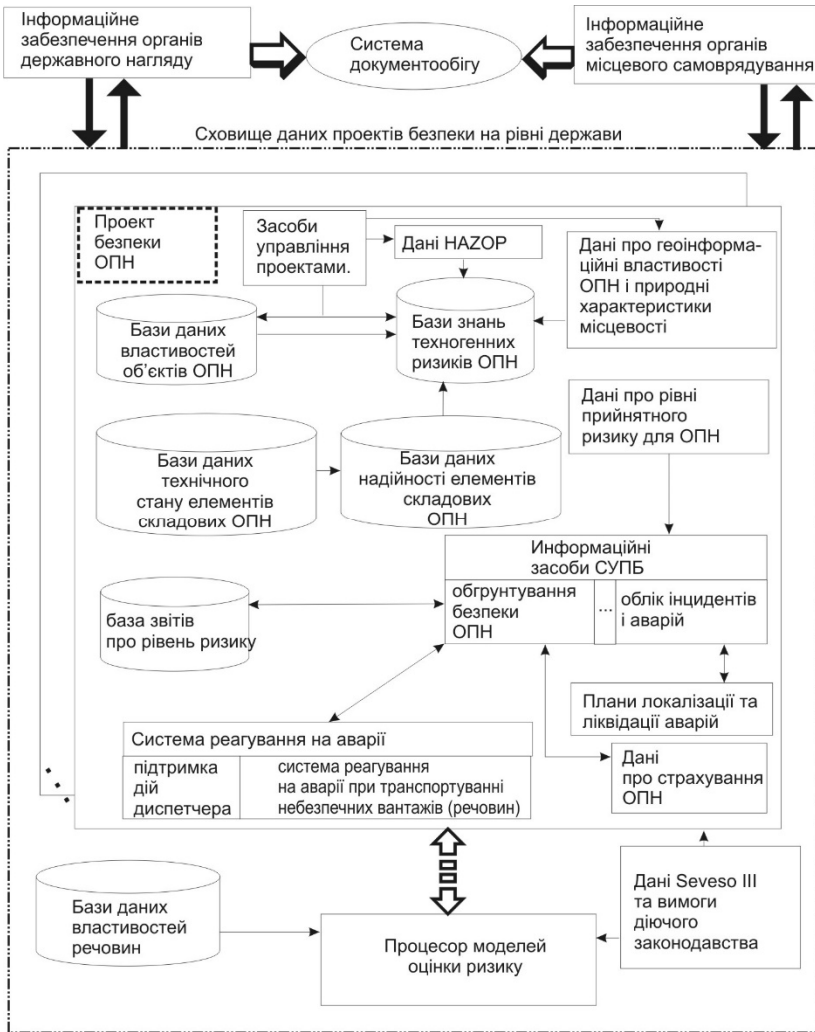 Інформаційне
забезпечення органів
державного нагляду
Система
документообігу
Інформаційне
забезпечення органів
місцевого самоврядування
Сховище даних проектів безпеки на рівні держави
Проект
безпеки
ОПН
Засоби
управління
проектами.
Дані HAZOP
Дані про геоінформа-
ційні властивості
ОПН і природні
характеристики
місцевості
Бази даних
властивостей
об’єктів ОПН
Бази знань
техногенних
ризиків ОПН
Дані про рівні
прийнятного
ризику для ОПН
Бази даних
технічного
стану елементів
складових ОПН
Бази даних
надійності елементів
складових
ОПН
Информаційні
засоби СУПБ
обгрунтування
безпеки
ОПН
...
облік інцидентів
і аварій
база звітів
про рівень ризику
Плани локалізації та
ліквідації аварій
Система реагування на аварії
підтримка
дій
диспетчера
система реагування
на аварії при транспортуванні
небезпечних вантажів (речовин)
Дані
про страхування
ОПН
Бази даних
властивостей
речовин
Процесор моделей
оцінки ризику
Дані Seveso III
та вимоги
діючого
законодавства